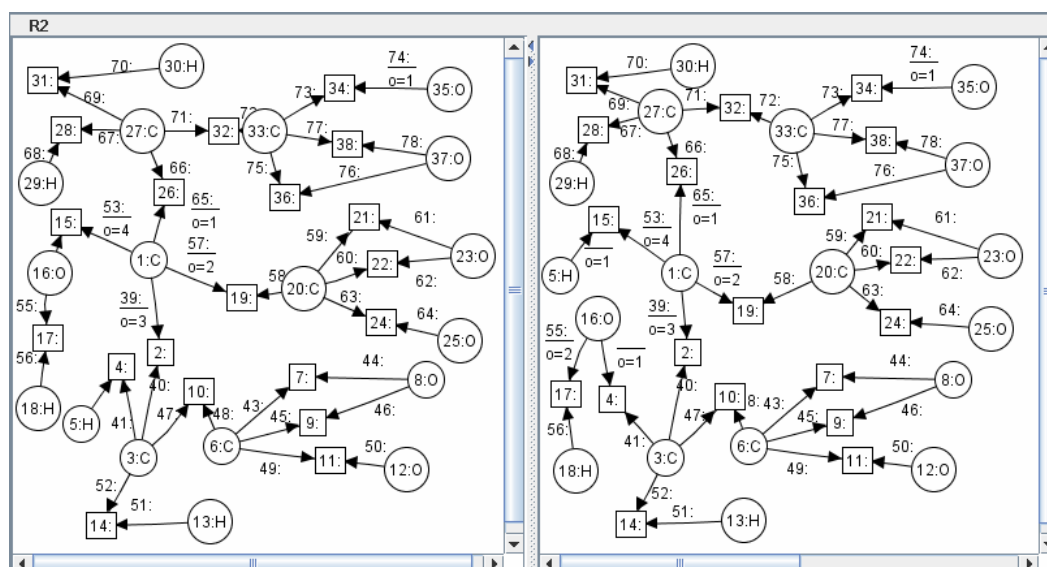 R2
31:
70:
30:H
69:
28:
67:
27:C
71:
32:
33:C
73:
34:
74:
o=1
35:O
77:
38:
78:
37:O
75:
76:
36:
68:
29:H
66:
26:
65:
o=1
53:
o=4
15:
16:O
1:C
57:
o=2
19:
58
59:
21:
61:
60:
22:
23:O
20:C
62:
63:
24:
64:
25:O
55:
17:
39:
o=3
56:
18:H
4:
2:
40:
5:H
41:
10:
47
48:
3:C
6:C
7:
44:
8:O
43:
45:
9:
46:
49:
11:
50:
12:O
52:
14:
51:
13:H
31:
70:
30:H
69:
28:
67:
27:C
71:
32:
72:
33:C
73:
34:
74:
o=1
35:O
77:
38:
78:
37:O
75:
76:
36:
68:
29:H
66:
26:
65:
o=1
53:
o=4
15:
o=1
5:H
1:C
57:
o=2
19:
58:
59:
21:
61:
60:
22:
23:O
20:C
62:
63:
24:
64:
25:O
16:O
55:
o=2
o=1
39:
o=3
17:
4:
2:
40:
56:
18:H
41:
10:
47:
8:
3:C
6:C
7:
44:
8:O
43:
45:
9:
46:
49:
11:
50:
12:O
52:
14:
51:
13:H